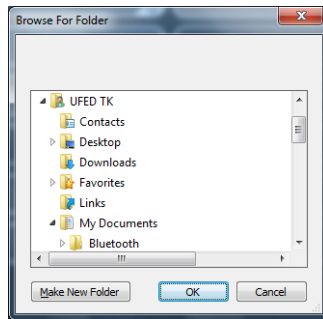 Browse For Folder
UFED TK
Contacts
Desktop
Downloads
Favorites
Links
My Documents
Bluetooth
Make New Folder
OK
Cancel